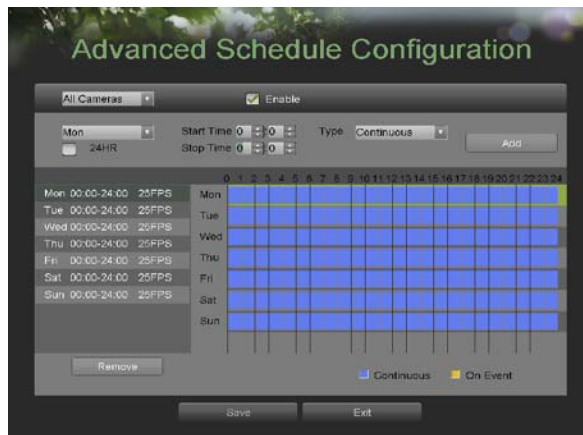 Advanced Schedule Configuration
All Cameras Enable
Mon Start Time 0 : 0 Type Continuous Add
24HR Stop Time 0 : 0
0 1 2 3 4 5 6 7 8 9 10 11 12 13 14 15 16 17 18 19 20 21 22 23 24
Mon 00:00-24:00 25FPS Mon
Tue 00:00-24:00 25FPS Tue
Wed 00:00-24:00 25FPS Wed
Thu 00:00-24:00 25FPS Thu
Fri 00:00-24:00 25FPS Fri
Sat 00:00-24:00 25FPS Sat
Sun 00:00-24:00 25FPS Sun
Remove Continuous On Event
Save Exit